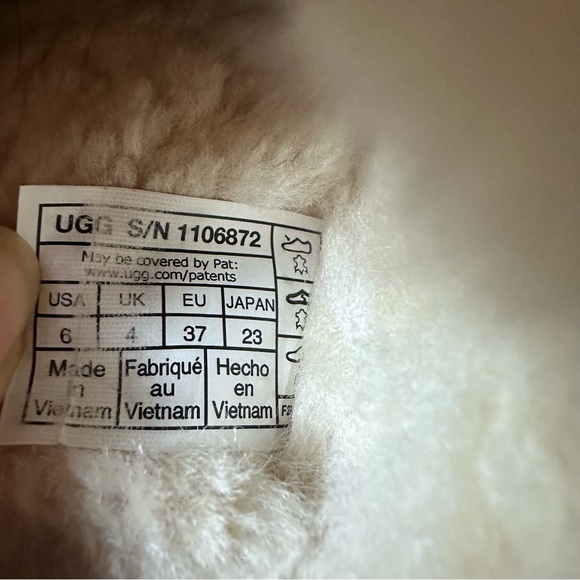 UGG S/N 1106872
May be covered by Pat:
www.ugg.com/patents
USA UK EU JAPAN
6 4 37 23
Made Fabriqué Hecho
in au en
Vietnam Vietnam Vietnam